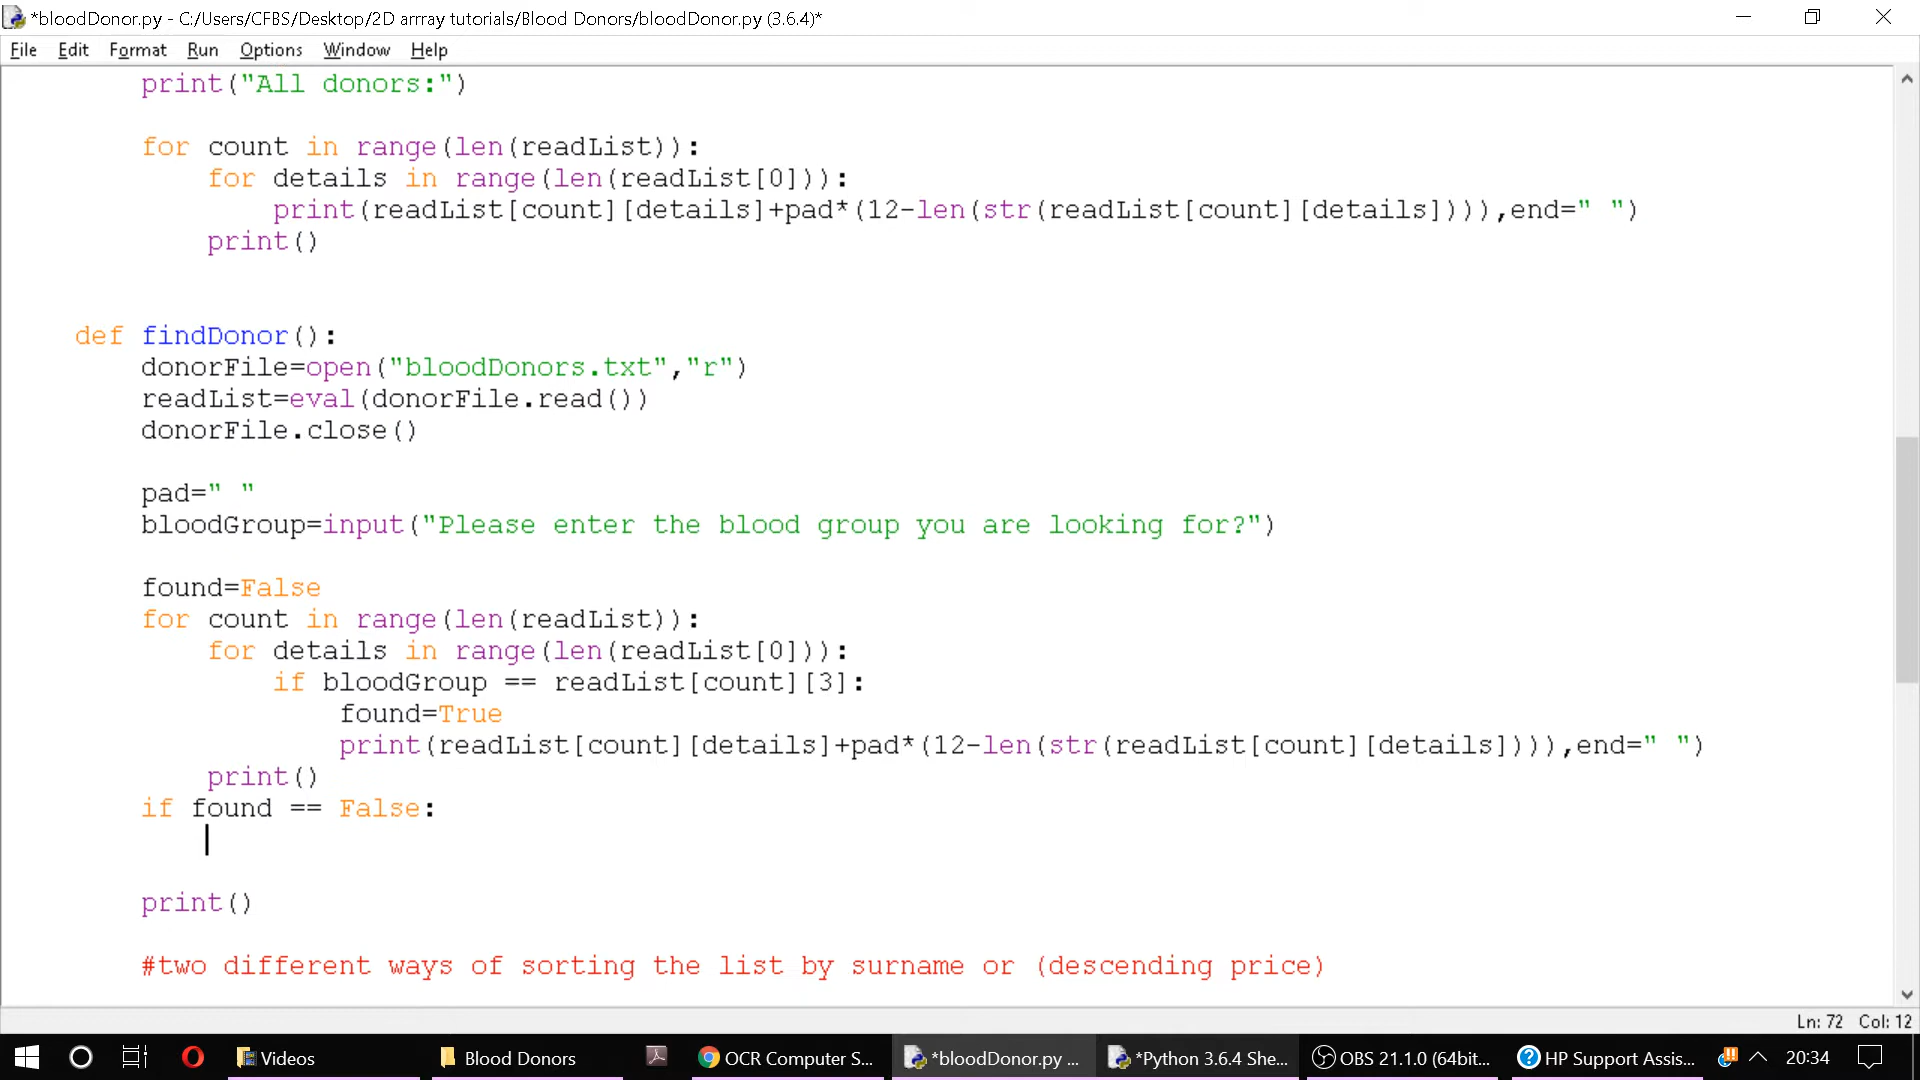 *bloodDonor.py - C:/Users/CFBS/Desktop/2D arrray tutorials/Blood Donors/bloodDonor.py (3.6.4)*
File Edit Format Run Options Window Help
print("All donors:")
for count in range(len(readList)):
for details in range(len(readList[0])):
print(readList[count][details]+pad*(12-len(str(readList[count][details]))),end=" ")
print()
def findDonor():
donorFile=open("bloodDonors.txt","r")
readList=eval(donorFile.read())
donorFile.close()
pad=" "
bloodGroup=input("Please enter the blood group you are looking for?")
found=False
for count in range(len(readList)):
for details in range(len(readList[0])):
if bloodGroup == readList[count][3]:
found=True
print(readList[count][details]+pad*(12-len(str(readList[count][details]))),end=" ")
print()
if found == False:
print()
#two different ways of sorting the list by surname or (descending price)
Ln: 72 Col: 12
Videos Blood Donors OCR Computer S... *bloodDonor.py ... *Python 3.6.4 She... OBS 21.1.0 (64bit... HP Support Assis... 20:34